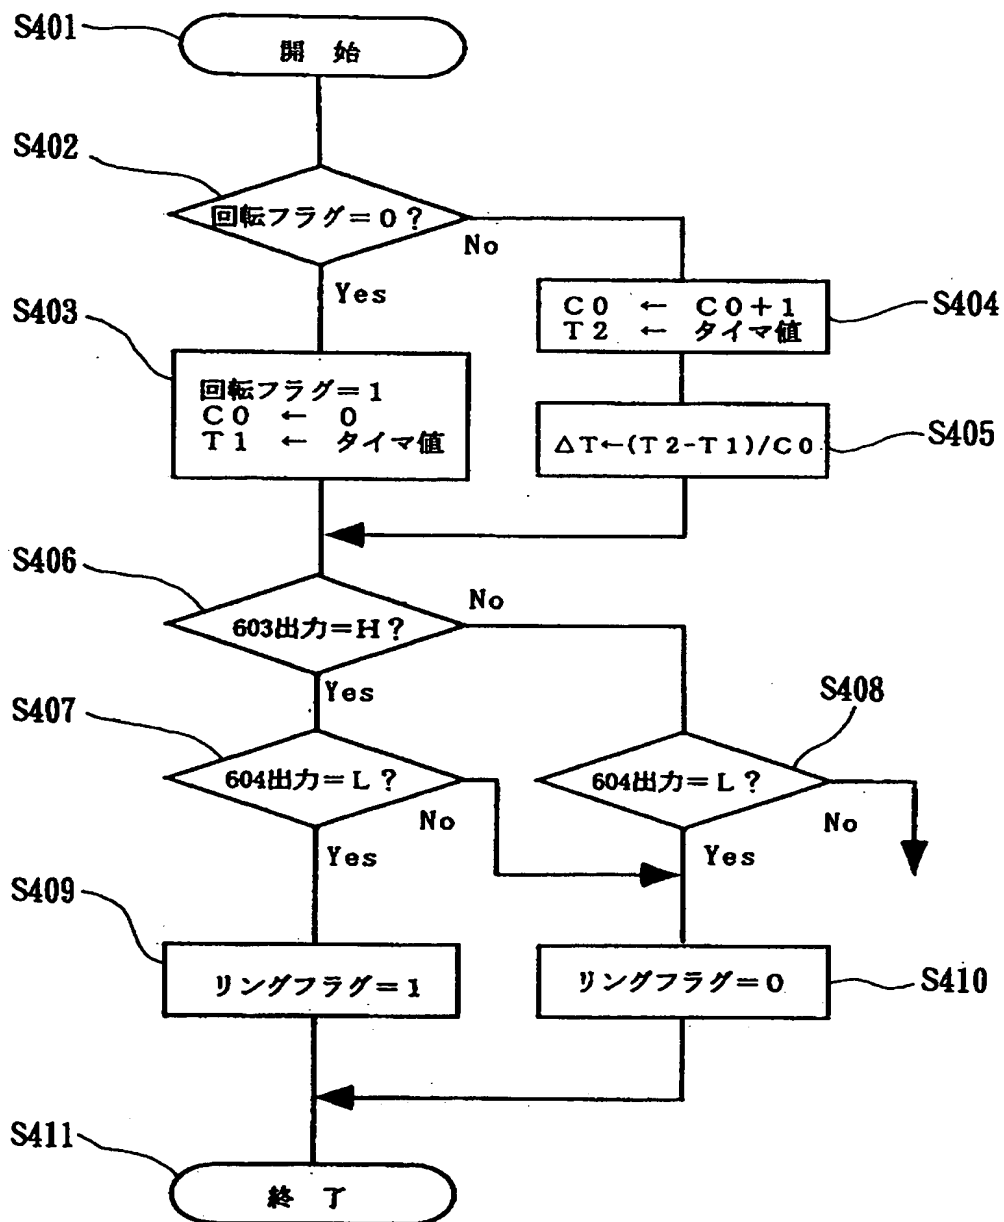 S401
開 始
S402
回転フラグ=0?
No
Yes
S403
回転フラグ=1
C0 ← 0
T1 ← タイマ値
C0 ← C0+1
T2 ← タイマ値
S404
ΔT←(T2-T1)/C0
S405
S406
603出力=H?
No
Yes
S407
604出力=L?
No
Yes
S408
604出力=L?
No
Yes
S409
リングフラグ=1
リングフラグ=0
S410
S411
終 了